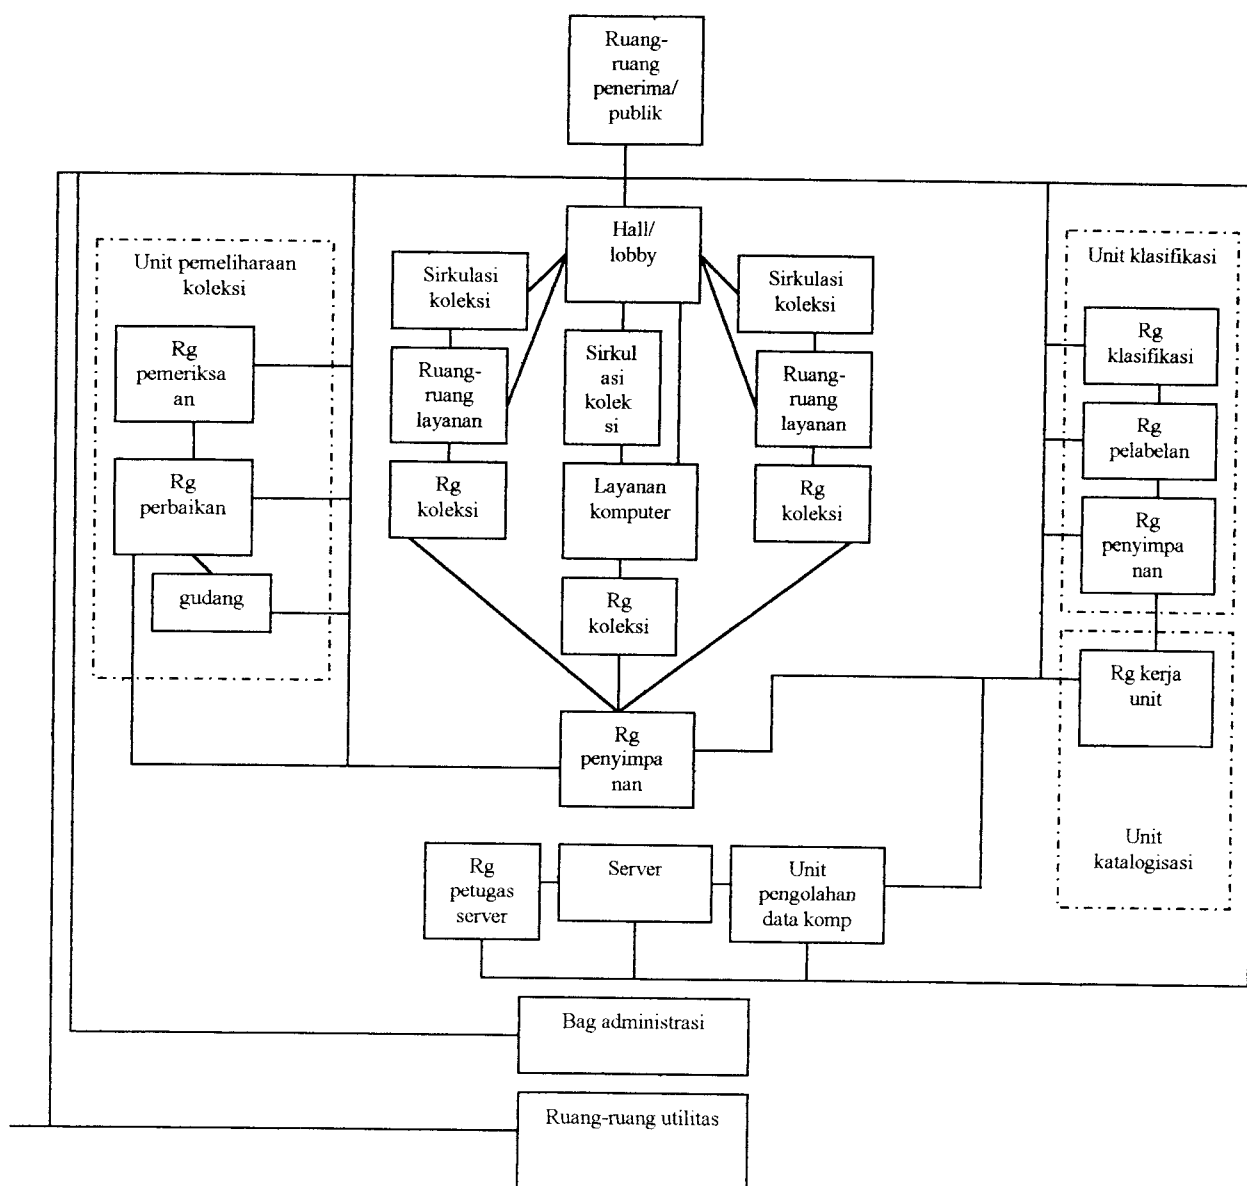 Ruang-
ruang
penerima/
publik
Hall/
lobby
Unit pemeliharaan
koleksi
Rg
pemeriksa
an
Rg
perbaikan
gudang
Sirkulasi
koleksi
Ruang-
ruang
layanan
Rg
koleksi
Sirkul
asi
kolek
si
Layanan
komputer
Rg
koleksi
Sirkulasi
koleksi
Ruang-
ruang
layanan
Rg
koleksi
Unit klasifikasi
Rg
klasifikasi
Rg
pelabelan
Rg
penyimpa
nan
Rg kerja
unit
Unit
katalogisasi
Rg
penyimpa
nan
Rg
petugas
server
Server
Unit
pengolahan
data komp
Bag administrasi
Ruang-ruang utilitas